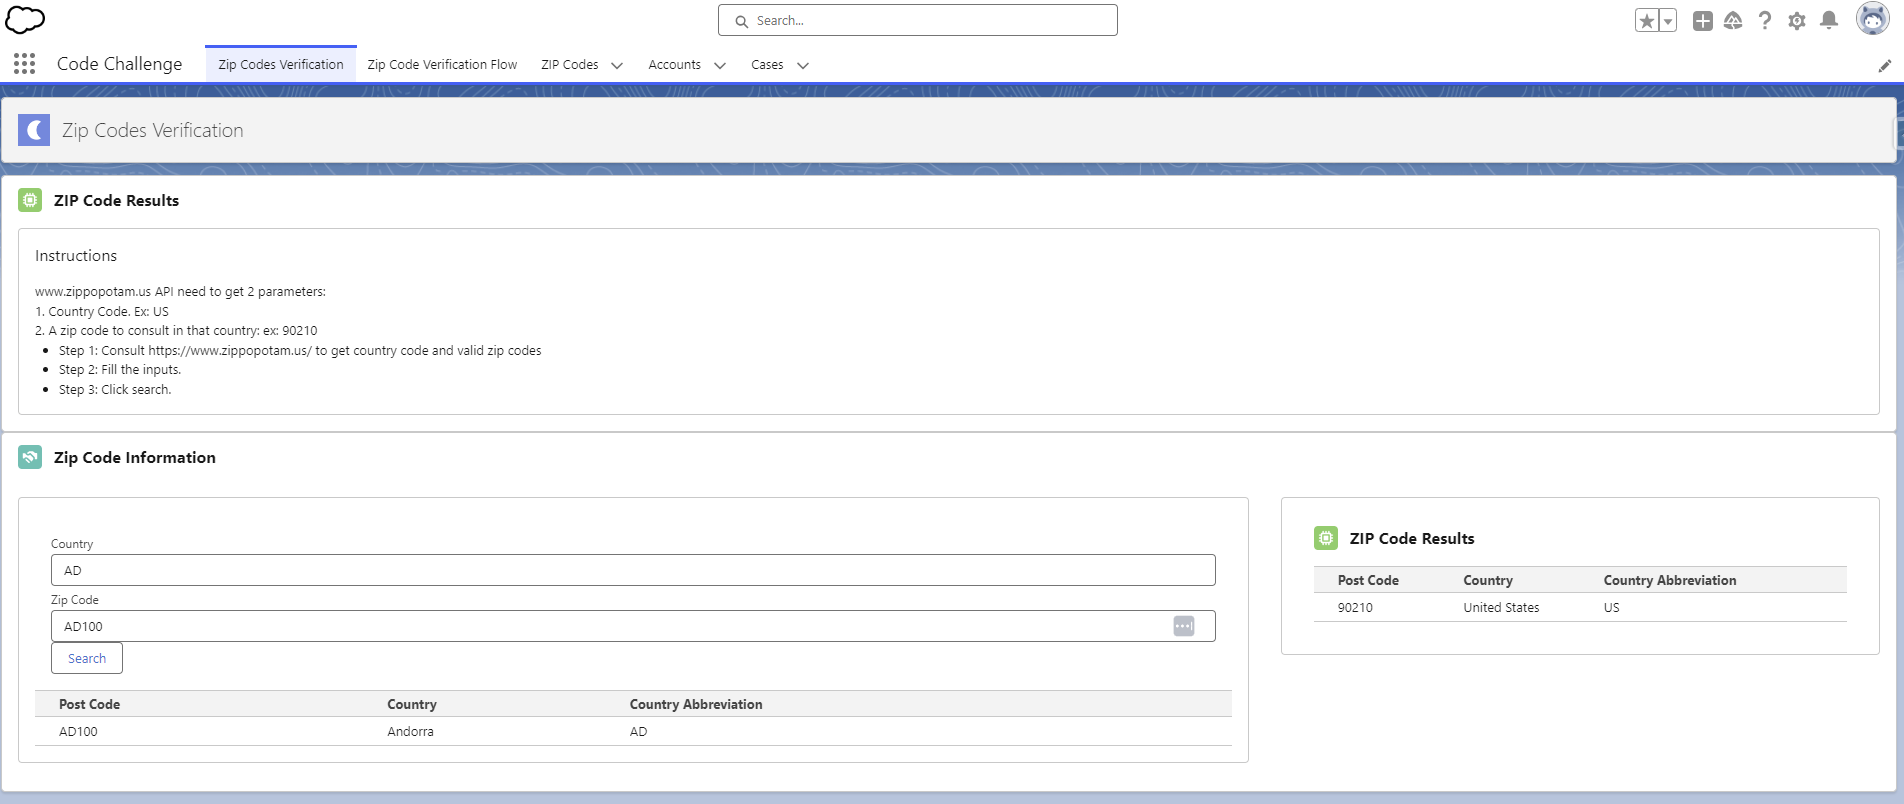 Search...
Code Challenge
Zip Codes Verification
Zip Code Verification Flow
ZIP Codes
Accounts
Cases
Zip Codes Verification
ZIP Code Results
Instructions
www.zippopotam.us API need to get 2 parameters:
1. Country Code. Ex: US
2. A zip code to consult in that country: ex: 90210
Step 1: Consult https://www.zippopotam.us/ to get country code and valid zip codes
Step 2: Fill the inputs.
Step 3: Click search.
Zip Code Information
Country
AD
Zip Code
AD100
Search
Post Code Country Country Abbreviation
AD100 Andorra AD
ZIP Code Results
Post Code Country Country Abbreviation
90210 United States US